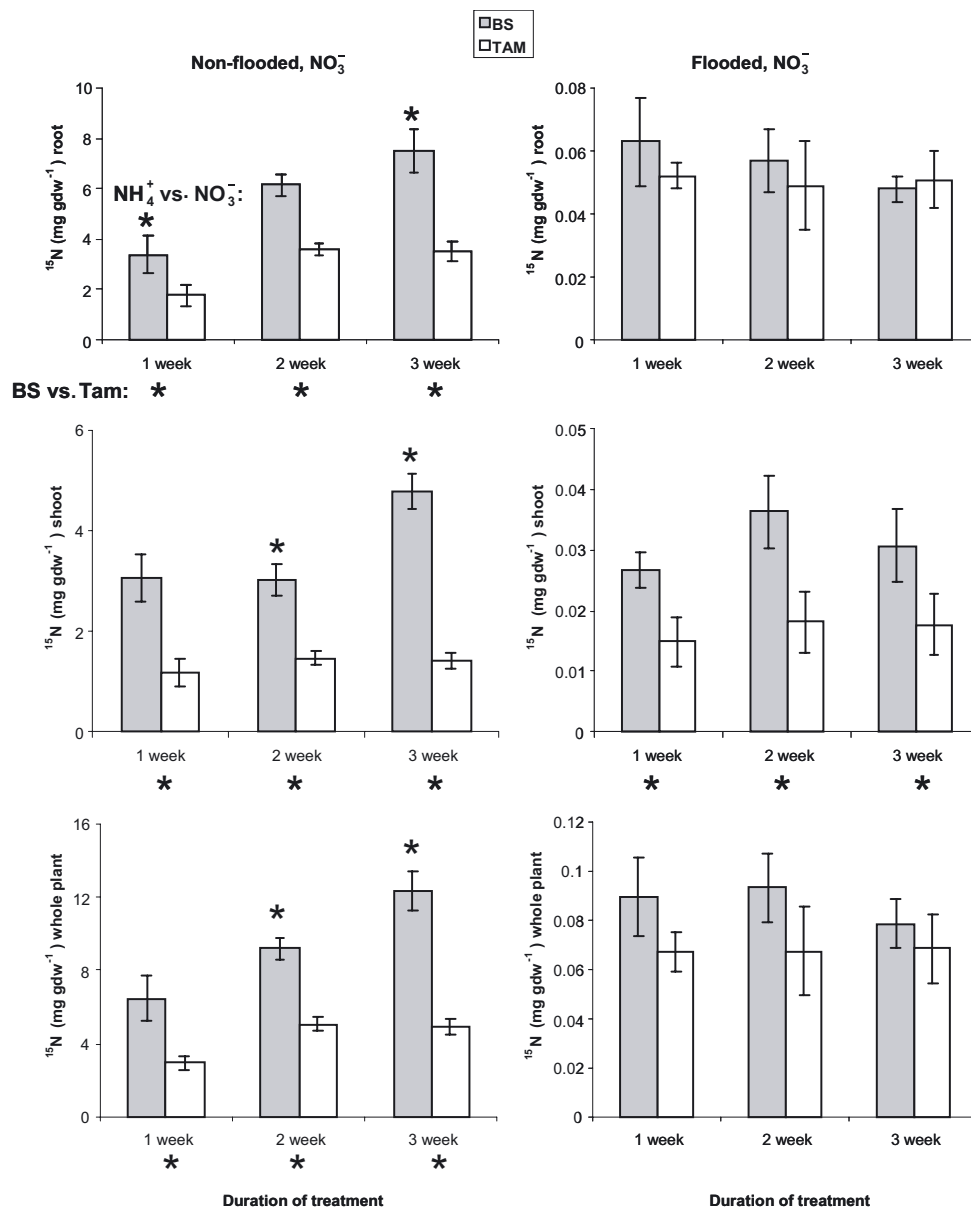 BS
TAM
Non-flooded, NO₃⁻
Flooded, NO₃⁻
¹⁵N (mg gdw⁻¹) root
10
8
6
4
2
0
NH₄⁺ vs. NO₃⁻:
*
*
1 week 2 week 3 week
BS vs. Tam: * * *
¹⁵N (mg gdw⁻¹) root
0.08
0.06
0.04
0.02
0
1 week 2 week 3 week
¹⁵N (mg gdw⁻¹) shoot
6
4
2
0
*
*
1 week 2 week 3 week
* * *
¹⁵N (mg gdw⁻¹) shoot
0.05
0.04
0.03
0.02
0.01
0
1 week 2 week 3 week
* * *
¹⁵N (mg gdw⁻¹) whole plant
16
12
8
4
0
*
*
1 week 2 week 3 week
* * *
Duration of treatment
¹⁵N (mg gdw⁻¹) whole plant
0.12
0.1
0.08
0.06
0.04
0.02
0
1 week 2 week 3 week
Duration of treatment